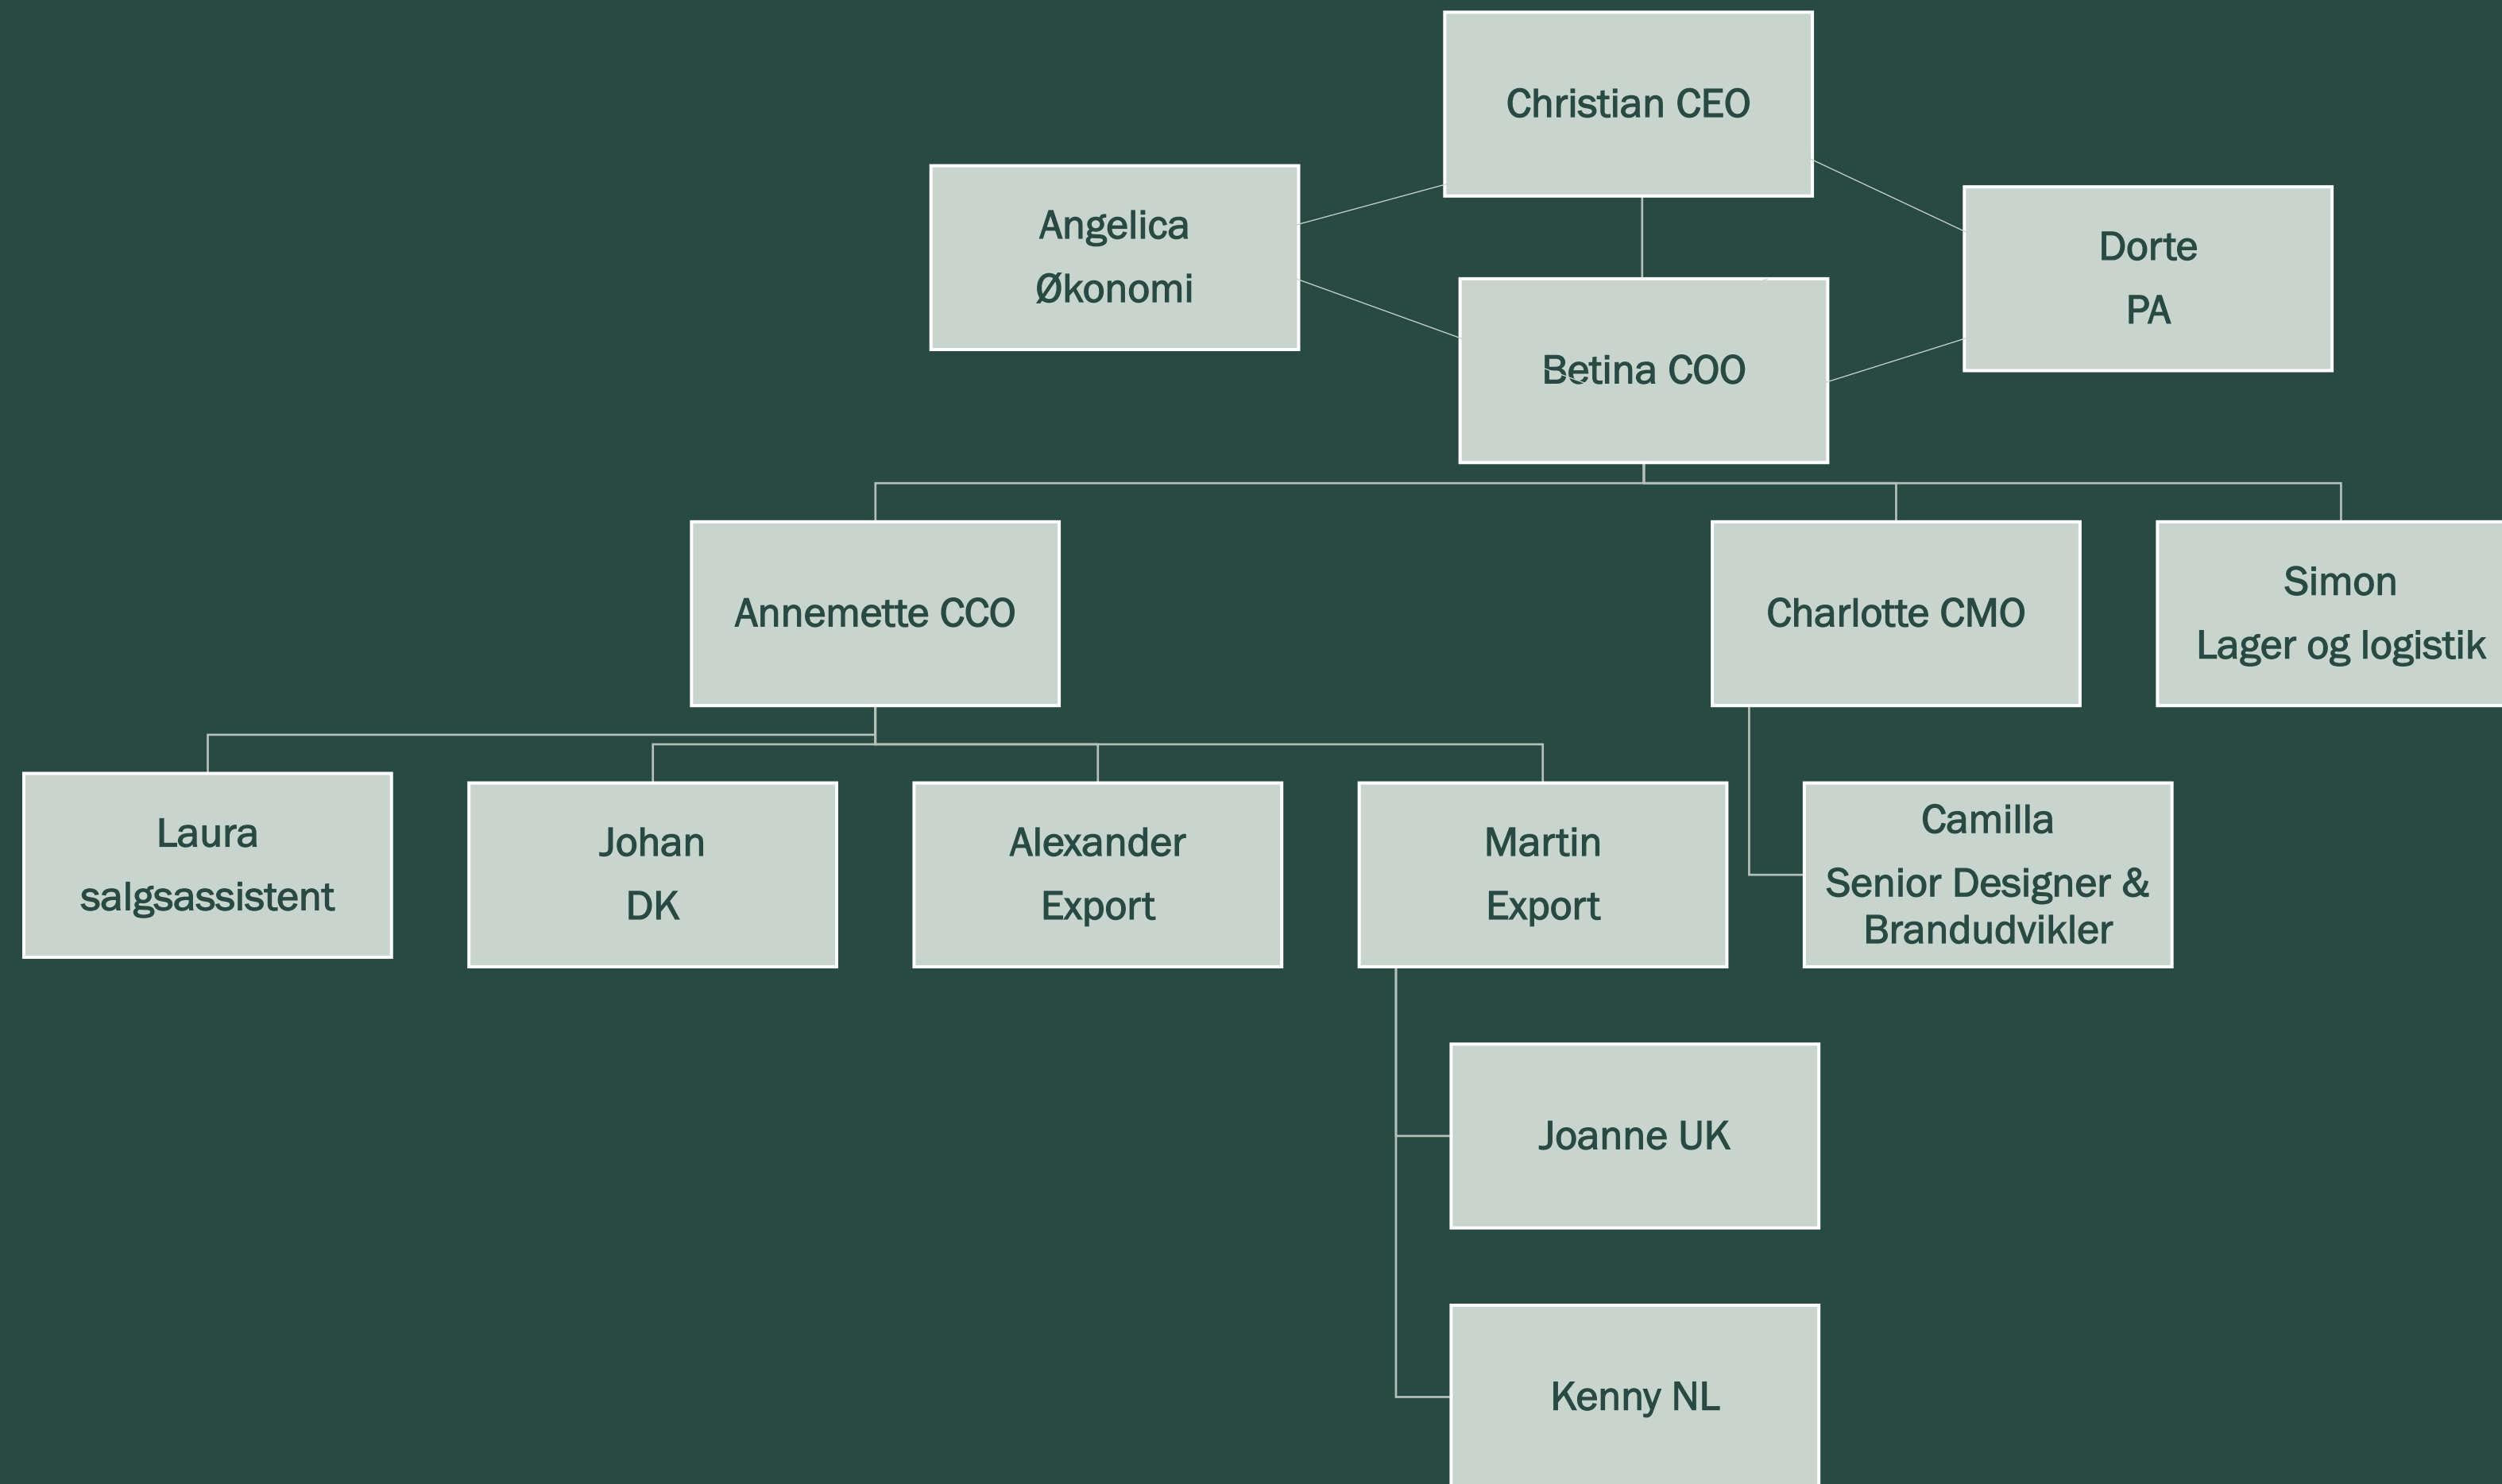 Christian CEO
Angelica
Økonomi
Dorte
PA
Betina COO
Annemette CCO
Charlotte CMO
Simon
Lager og logistik
Laura
salgsassistent
Johan
DK
Alexander
Export
Martin
Export
Camilla
Senior Designer &
Brandudvikler
Joanne UK
Kenny NL